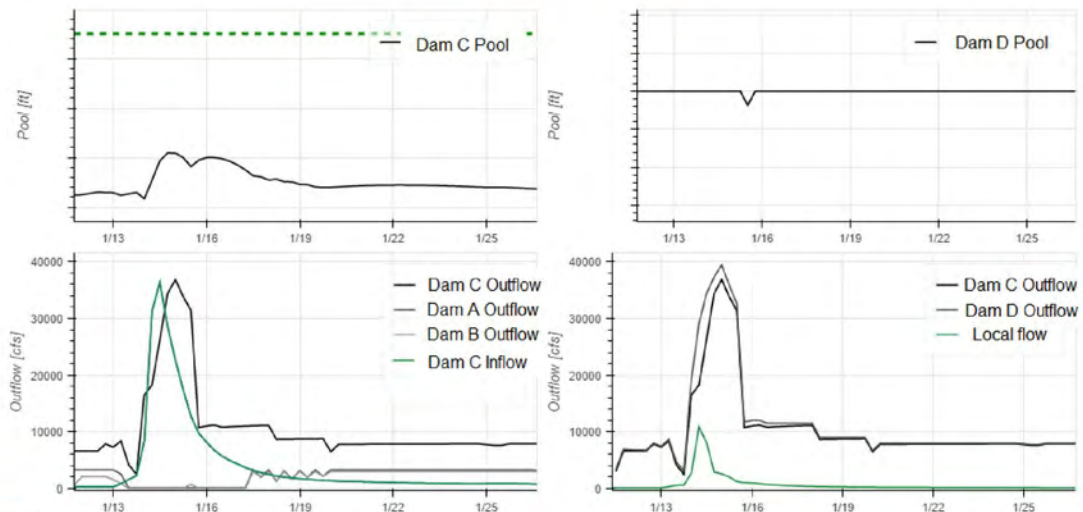 Dam C Pool
Pool [ft]
1/13 1/16 1/19 1/22 1/25
Dam D Pool
Pool [ft]
1/13 1/16 1/19 1/22 1/25
40000
30000
20000
10000
0
Outflow [cfs]
Dam C Outflow
Dam A Outflow
Dam B Outflow
Dam C Inflow
1/13 1/16 1/19 1/22 1/25
40000
30000
20000
10000
0
Outflow [cfs]
Dam C Outflow
Dam D Outflow
Local flow
1/13 1/16 1/19 1/22 1/25